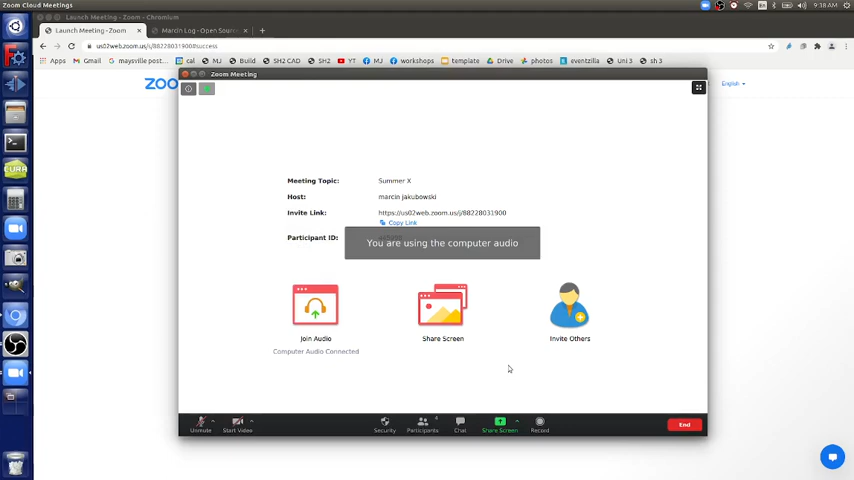 Zoom Cloud Meetings
9:38 AM
Launch Meeting - Zoom - Chromium
Launch Meeting - Zoom
Marcin Log - Open Source
us02web.zoom.us/j/88228031900#success
Apps
Gmail
maysville post...
cal
MJ
Build
SH2 CAD
SH2
YT
MJ
workshops
template
Drive
photos
eventzilla
Uni 3
sh 3
ZOO
English
Zoom Meeting
Meeting Topic: Summer X
Host: marcin jakubowski
Invite Link: https://us02web.zoom.us/j/88228031900
Copy Link
Participant ID:
You are using the computer audio
Join Audio
Share Screen
Invite Others
Computer Audio Connected
Unmute
Start Video
Security
Participants
Chat
Share Screen
Record
End
CURA